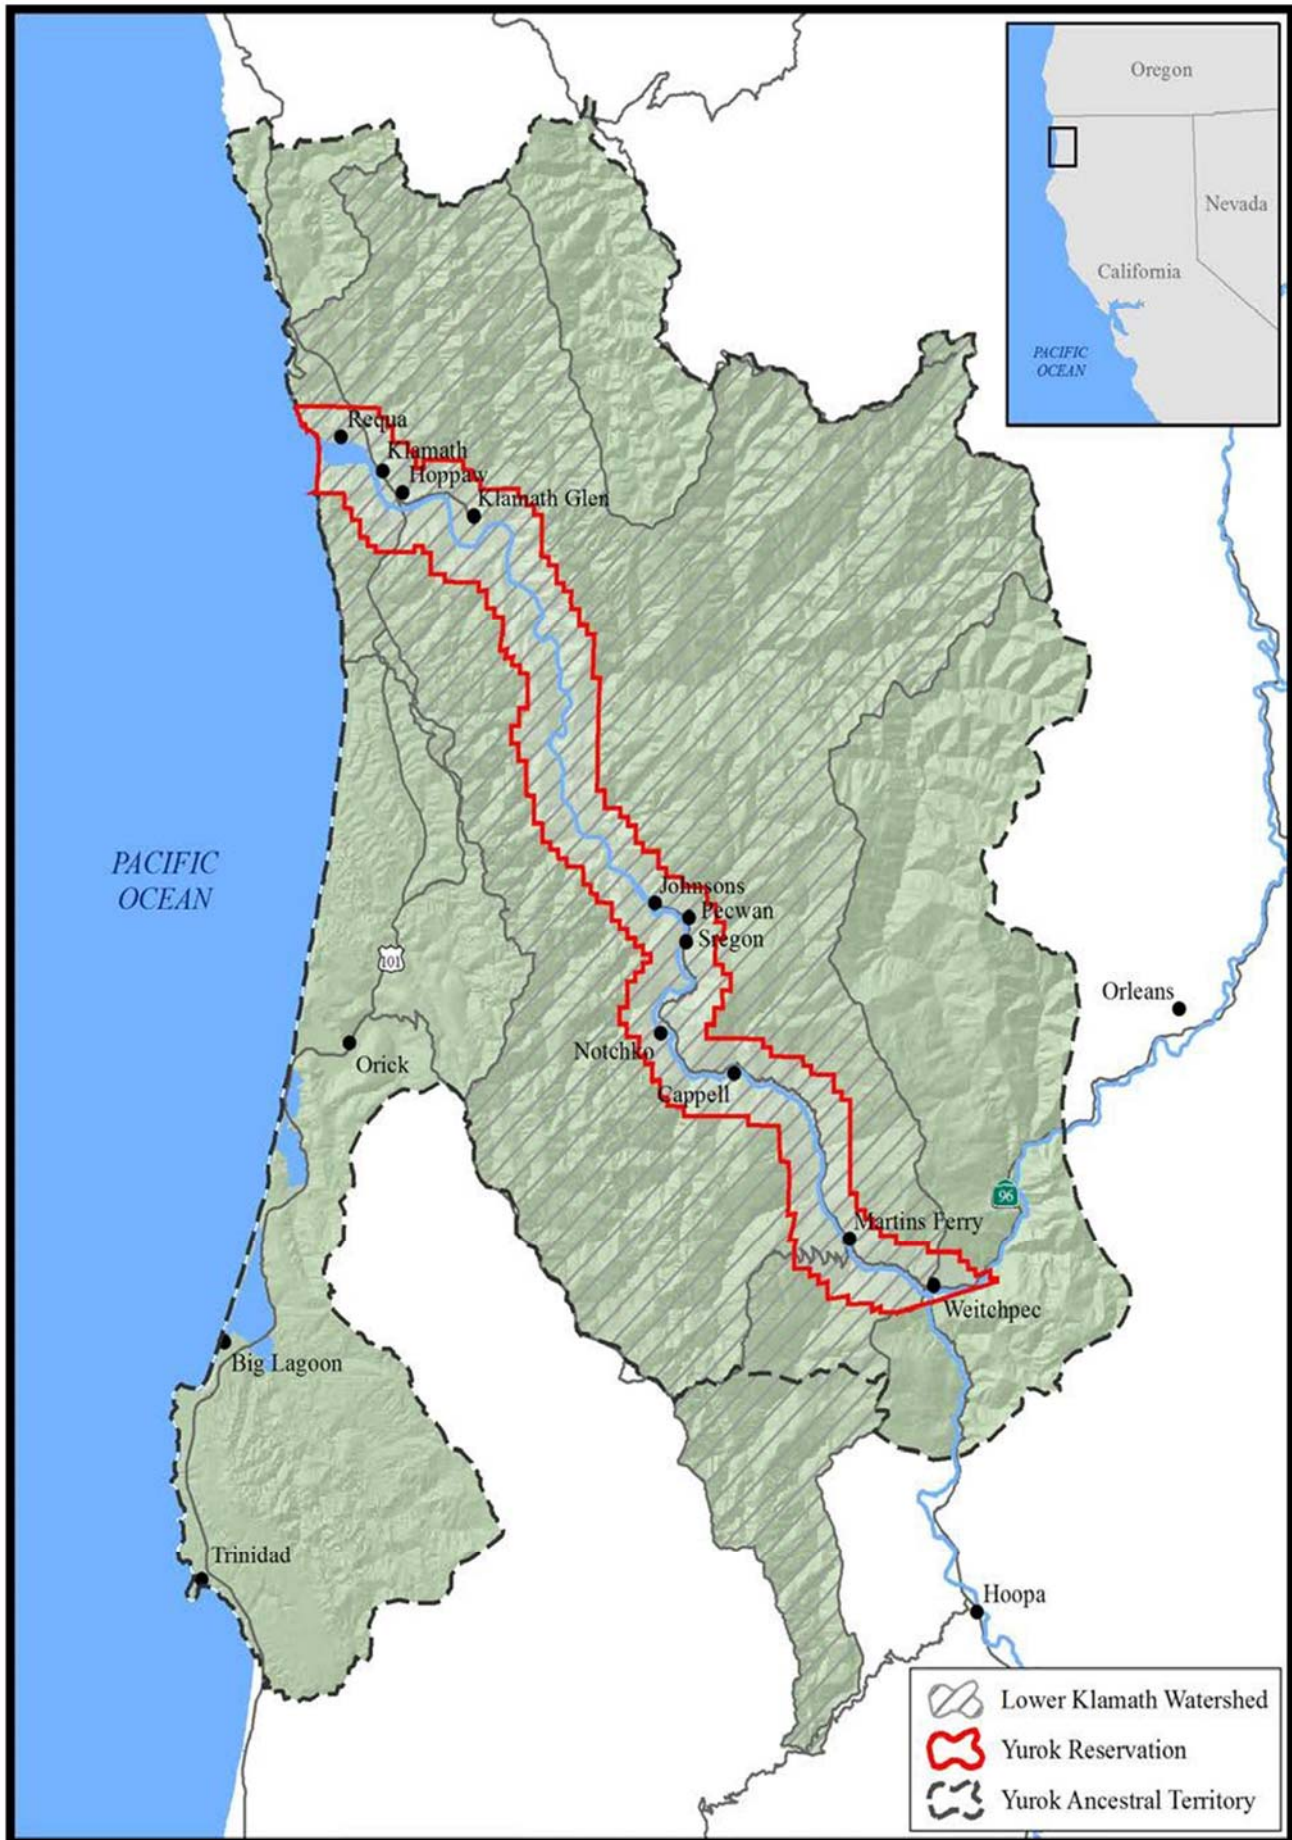 Oregon
Nevada
California
PACIFIC
OCEAN
Requa
Klamath
Hoppaw
Klamath Glen
PACIFIC
OCEAN
Johnsons
Pecwan
Sregon
101
Orleans
Notchko
Orick
Cappell
96
Martins Ferry
Weitchpec
Big Lagoon
Trinidad
Hoopa
Lower Klamath Watershed
Yurok Reservation
Yurok Ancestral Territory